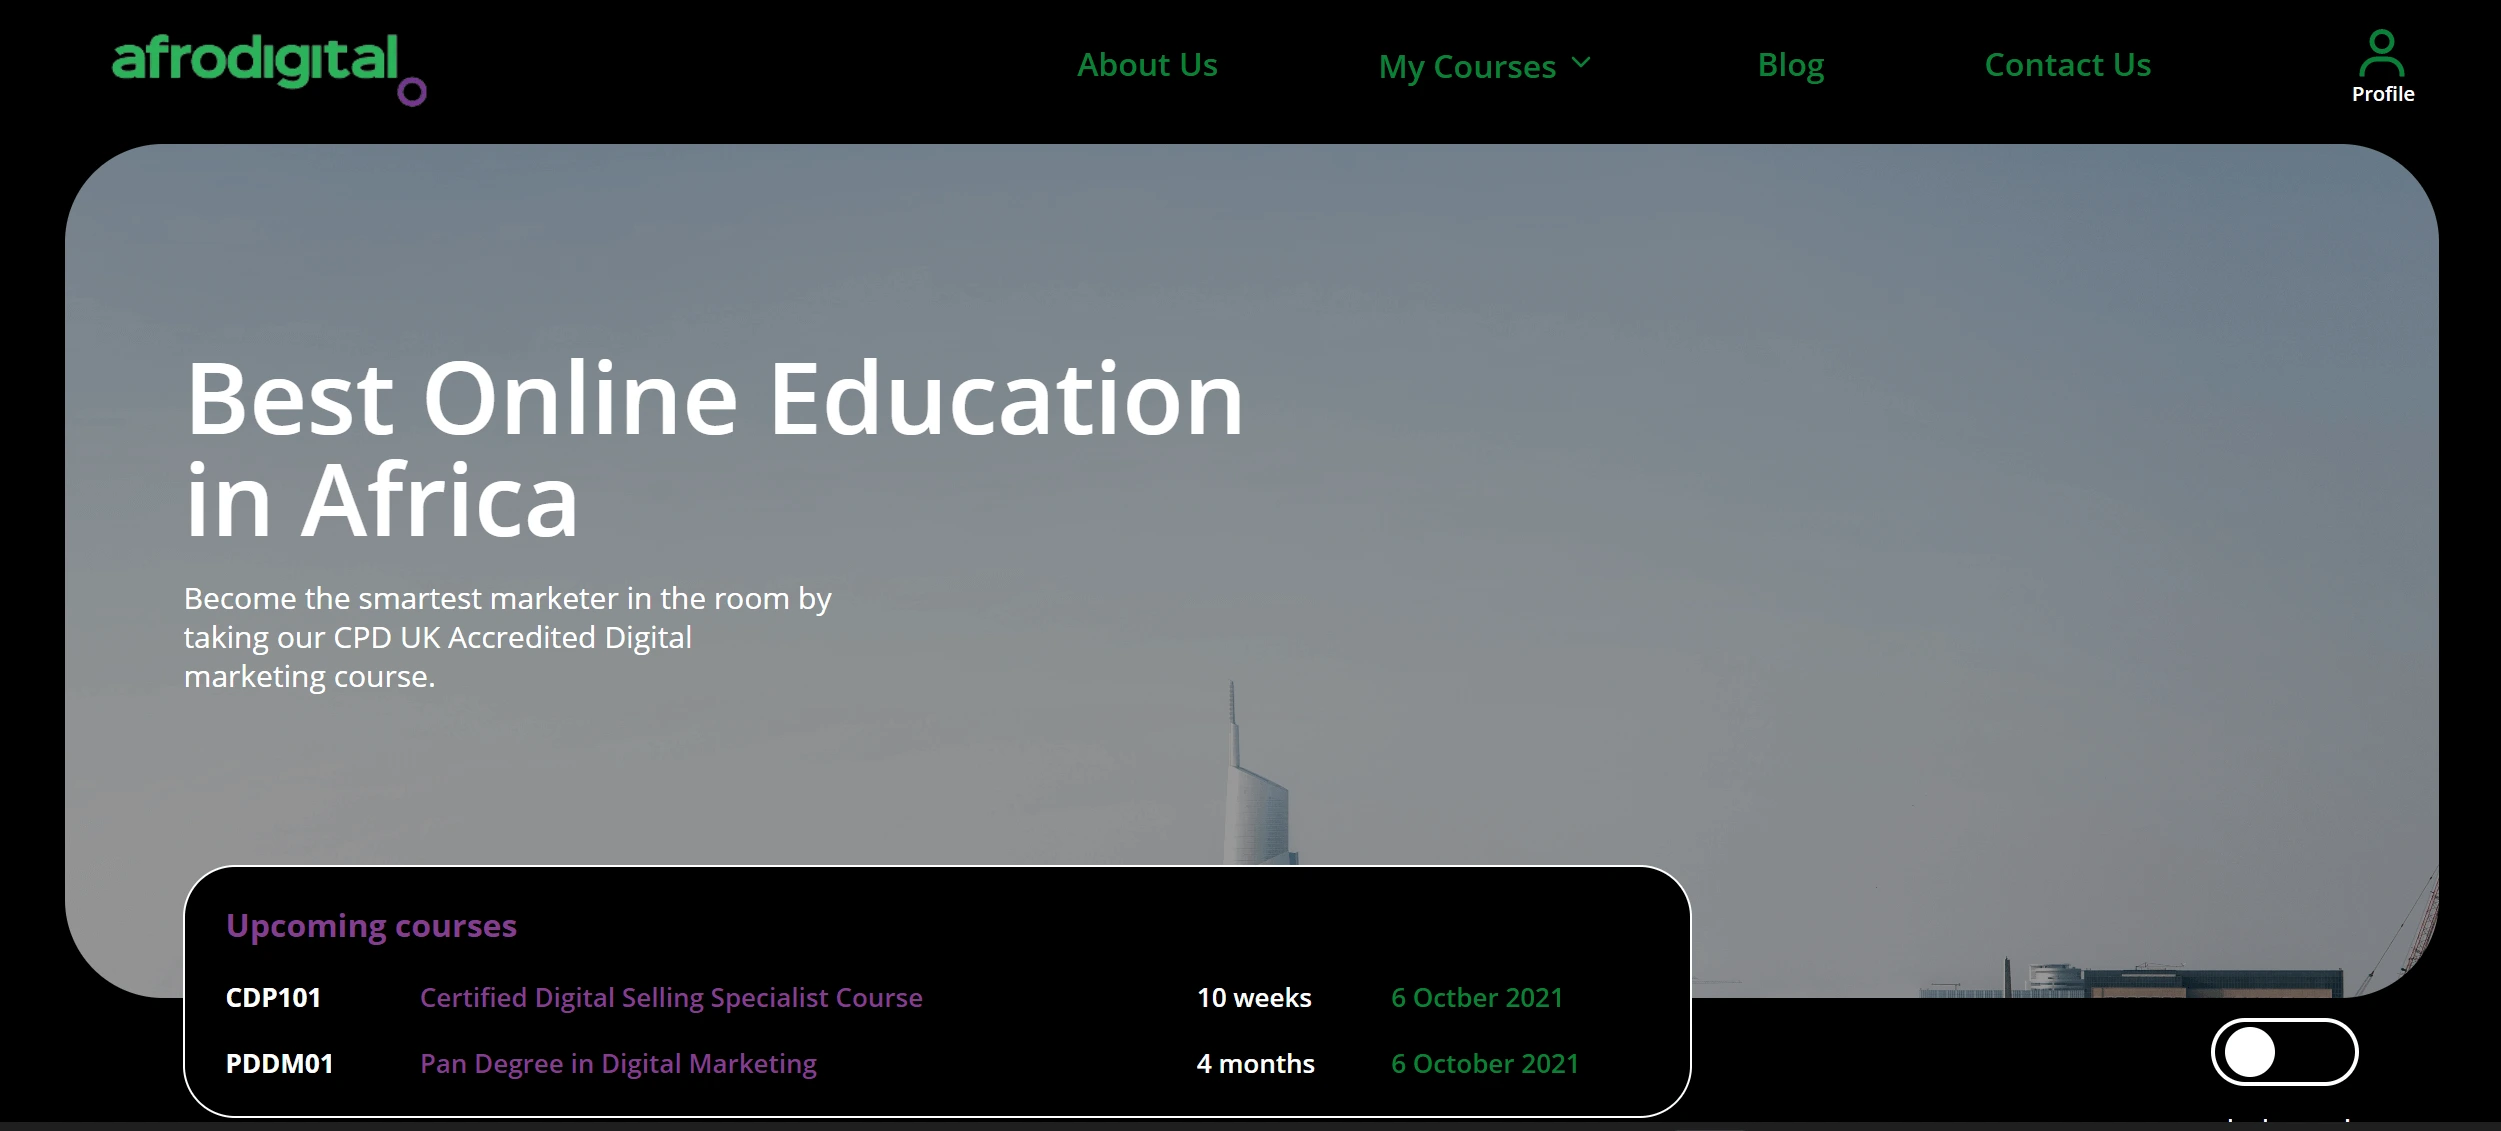 afrodigital
About Us
My Courses
Blog
Contact Us
Profile
Best Online Education
in Africa
Become the smartest marketer in the room by
taking our CPD UK Accredited Digital
marketing course.
Upcoming courses
CDP101 Certified Digital Selling Specialist Course 10 weeks 6 Octber 2021
PDDM01 Pan Degree in Digital Marketing 4 months 6 October 2021